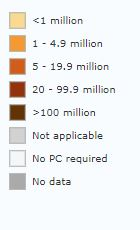 <1 million
1 - 4.9 million
5 - 19.9 million
20 - 99.9 million
>100 million
Not applicable
No PC required
No data